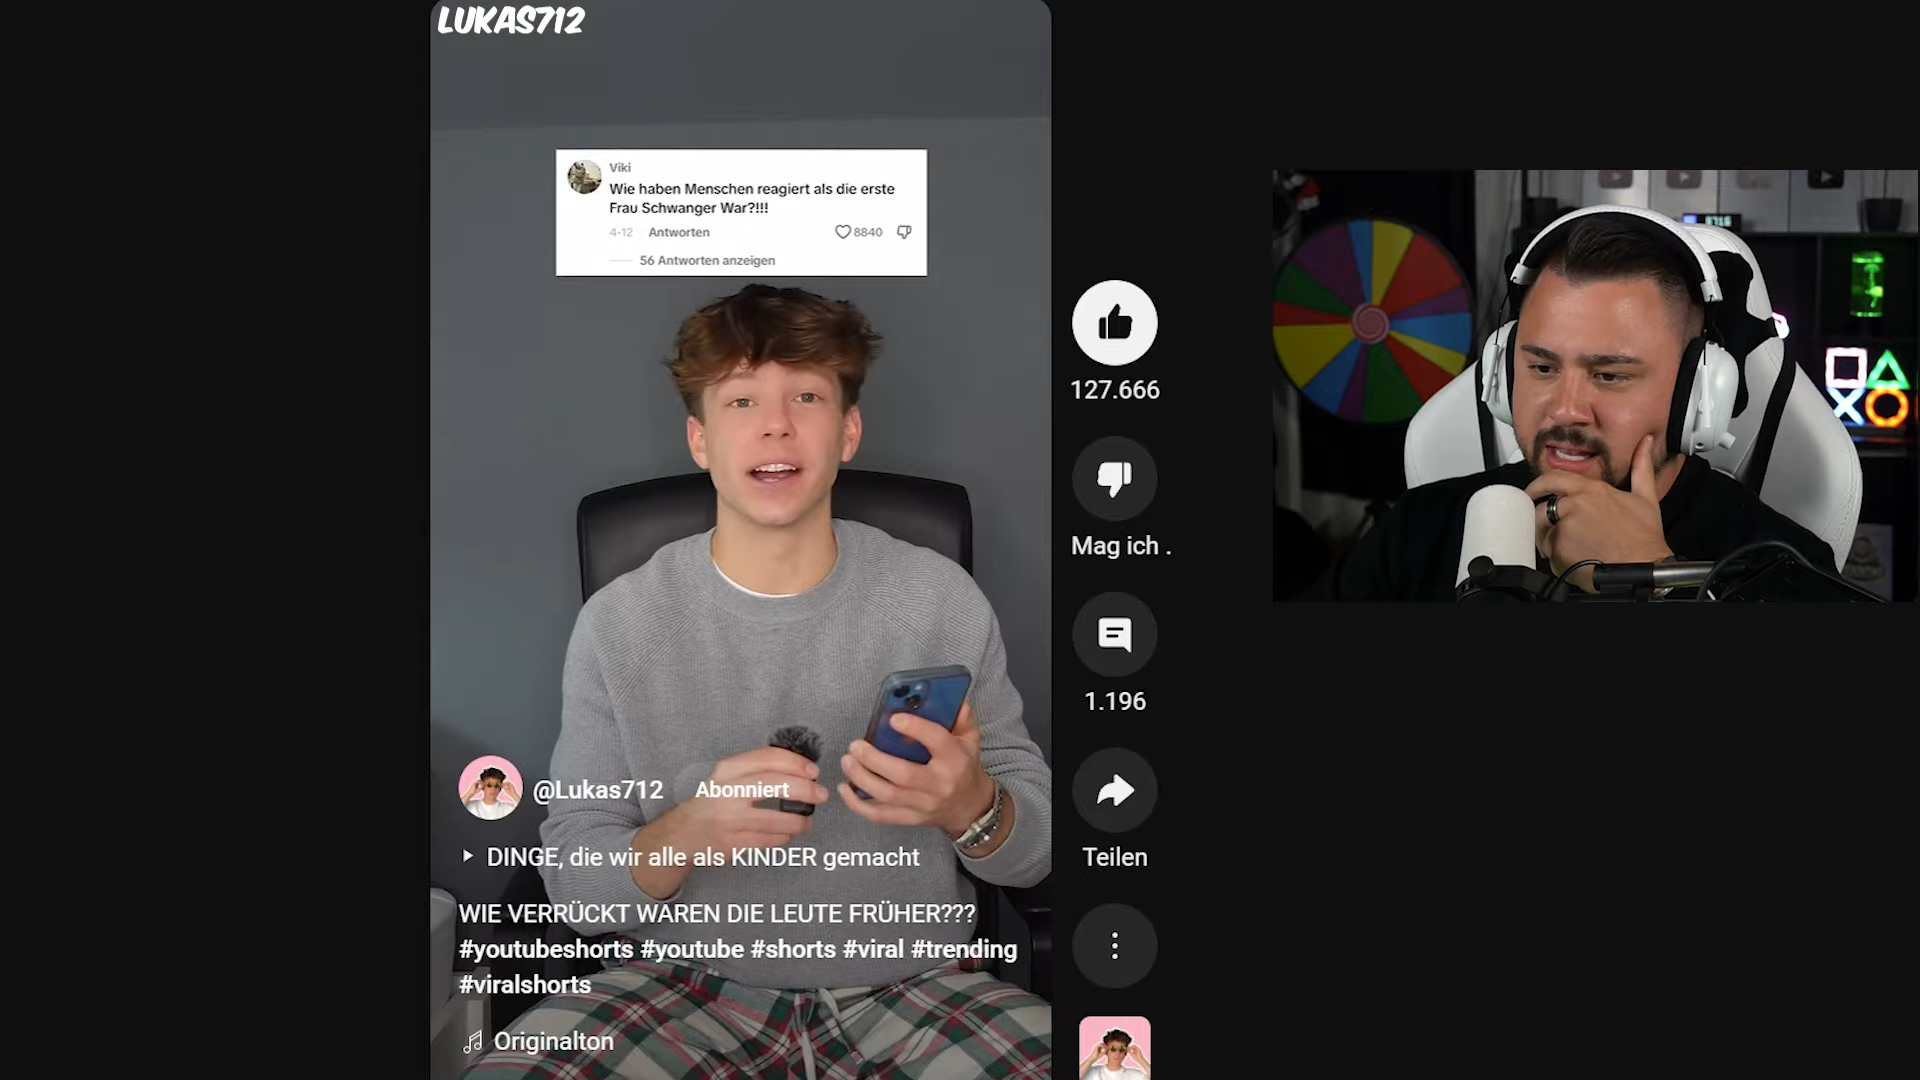 LUKAS712
Viki
Wie haben Menschen reagiert als die erste
Frau Schwanger War?!!!
4-12 Antworten 8840
56 Antworten anzeigen
127.666
Mag ich .
1.196
Teilen
@Lukas712 Abonniert
DINGE, die wir alle als KINDER gemacht
WIE VERRÜCKT WAREN DIE LEUTE FRÜHER???
#youtubeshorts #youtube #shorts #viral #trending
#viralshorts
Originalton